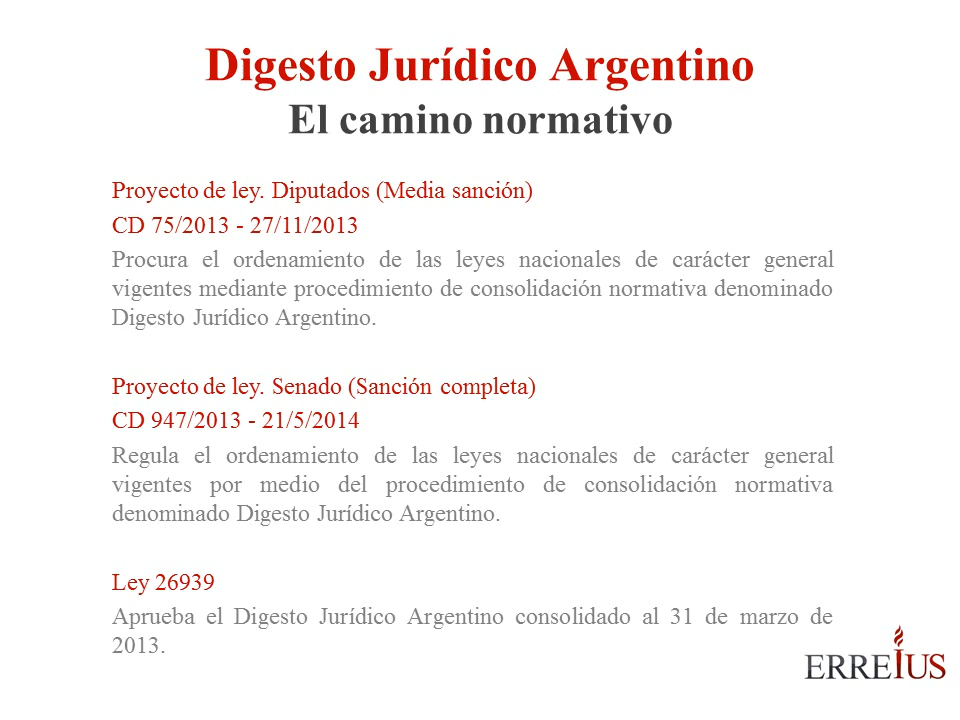 Digesto Jurídico Argentino
El camino normativo
Proyecto de ley. Diputados (Media sanción)
CD 75/2013 - 27/11/2013
Procura el ordenamiento de las leyes nacionales de carácter general
vigentes mediante procedimiento de consolidación normativa denominado
Digesto Jurídico Argentino.
Proyecto de ley. Senado (Sanción completa)
CD 947/2013 - 21/5/2014
Regula el ordenamiento de las leyes nacionales de carácter general
vigentes por medio del procedimiento de consolidación normativa
denominado Digesto Jurídico Argentino.
Ley 26939
Aprueba el Digesto Jurídico Argentino consolidado al 31 de marzo de
2013.
ERREIUS